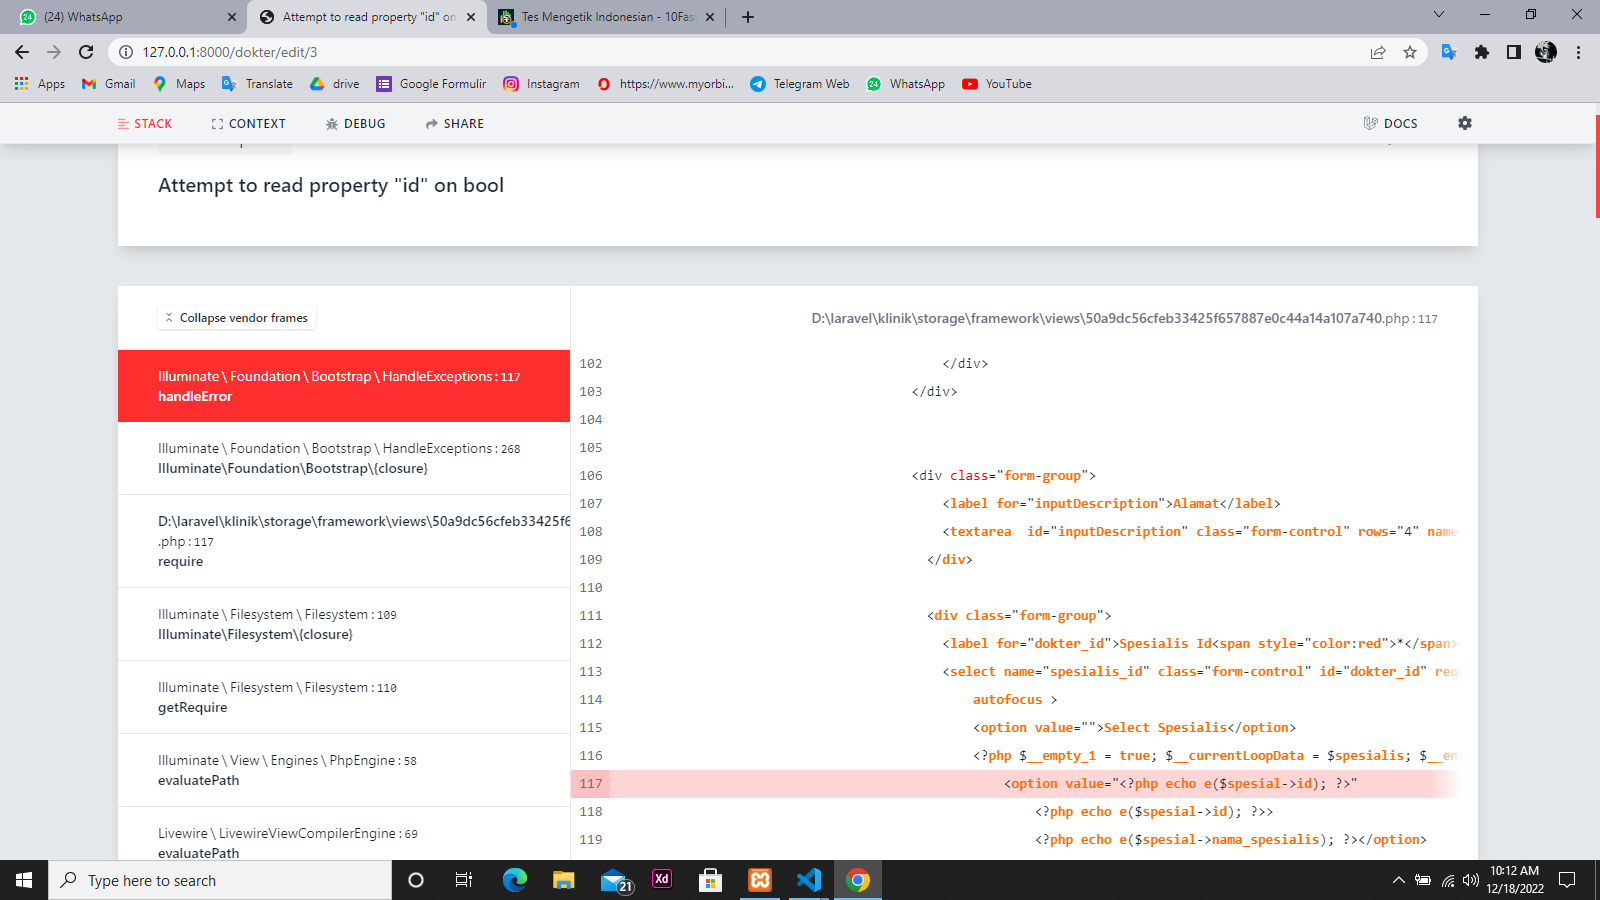 (24) WhatsApp
Attempt to read property "id" on
Tes Mengetik Indonesian - 10Fas
127.0.0.1:8000/dokter/edit/3
Apps
Gmail
Maps
Translate
drive
Google Formulir
Instagram
https://www.myorbi...
Telegram Web
24
WhatsApp
YouTube
STACK
CONTEXT
DEBUG
SHARE
DOCS
Attempt to read property "id" on bool
Collapse vendor frames
D:\laravel\klinik\storage\framework\views\50a9dc56cfeb33425f657887e0c44a14a107a740.php : 117
Illuminate \ Foundation \ Bootstrap \ HandleExceptions : 117
handleError
Illuminate \ Foundation \ Bootstrap \ HandleExceptions : 268
Illuminate\Foundation\Bootstrap\{closure}
D:\laravel\klinik\storage\framework\views\50a9dc56cfeb33425f6
.php : 117
require
Illuminate \ Filesystem \ Filesystem : 109
Illuminate\Filesystem\{closure}
Illuminate \ Filesystem \ Filesystem : 110
getRequire
Illuminate \ View \ Engines \ PhpEngine : 58
evaluatePath
Livewire \ LivewireViewCompilerEngine : 69
evaluatePath
102 </div>
103 </div>
104
105
106 <div class="form-group">
107 <label for="inputDescription">Alamat</label>
108 <textarea  id="inputDescription" class="form-control" rows="4" name
109 </div>
110
111 <div class="form-group">
112 <label for="dokter_id">Spesialis Id<span style="color:red">*</span>
113 <select name="spesialis_id" class="form-control" id="dokter_id" req
114 autofocus >
115 <option value="">Select Spesialis</option>
116 <?php $__empty_1 = true; $__currentLoopData = $spesialis; $__em
117 <option value="<?php echo e($spesial->id); ?>"
118 <?php echo e($spesial->id); ?>>
119 <?php echo e($spesial->nama_spesialis); ?></option>
Type here to search
21
Xd
10:12 AM
12/18/2022